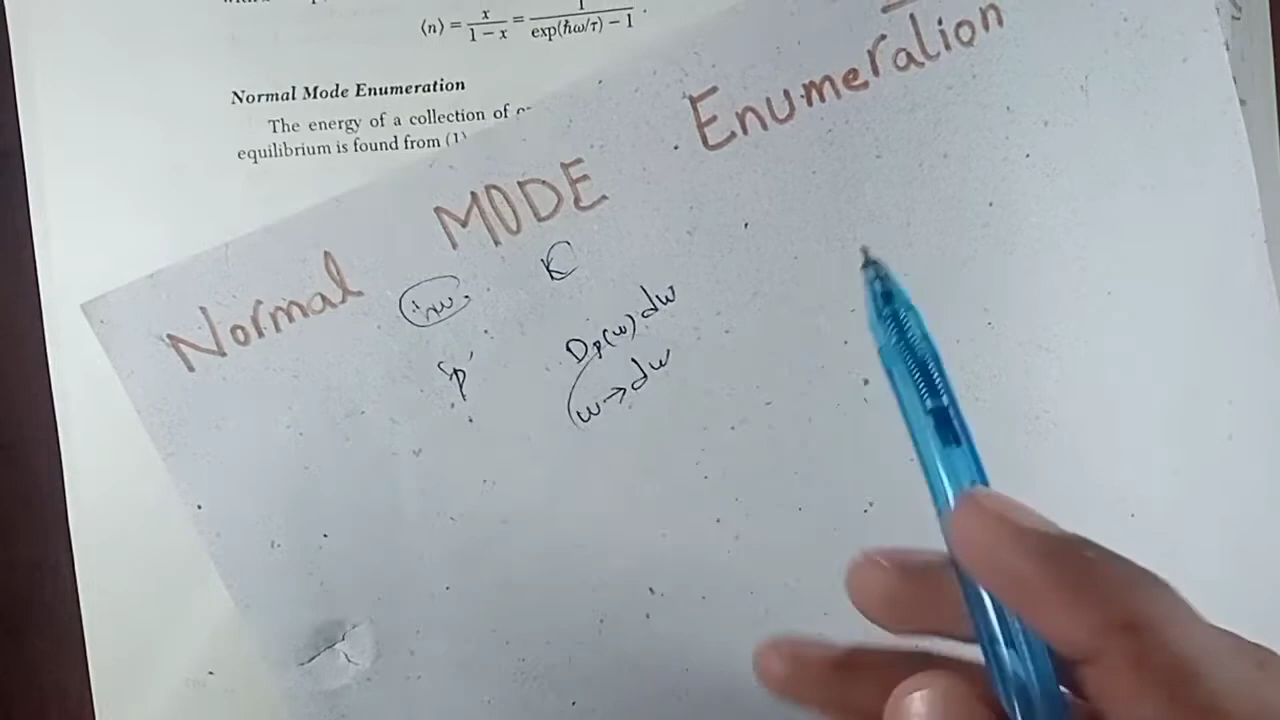 ⟨n⟩ = x / (1 − x) = 1 / (exp(ℏω/τ) − 1) .
Normal Mode Enumeration
The energy of a collection of
equilibrium is found from (1)
Normal MODE Enumeration
ℏω. K
'p' Dp(ω).dω
ω→dω